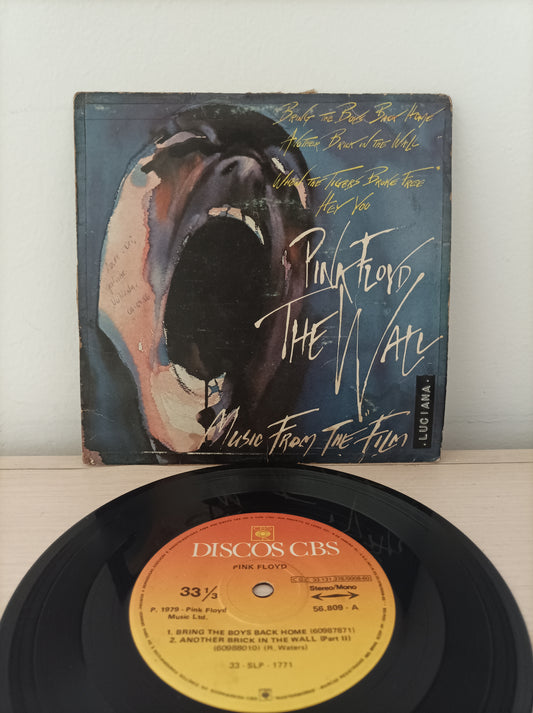 BRING THE BOYS BACK HOME
ANOTHER BRICK IN THE WALL
"WHEN THE TIGERS BROKE FREE"
HEY YOU
PINK FLOYD
THE WALL
MUSIC FROM THE FILM
.LUCIANA.
DISCOS CBS
PINK FLOYD
33 1/3
Stereo/Mono
P. 1979 - Pink Floyd
Music Ltd.
56.809 - A
1. BRING THE BOYS BACK HOME (60987871)
2. ANOTHER BRICK IN THE WALL (Part II)
(60988010) (R. Waters)
33 - SLP - 1771